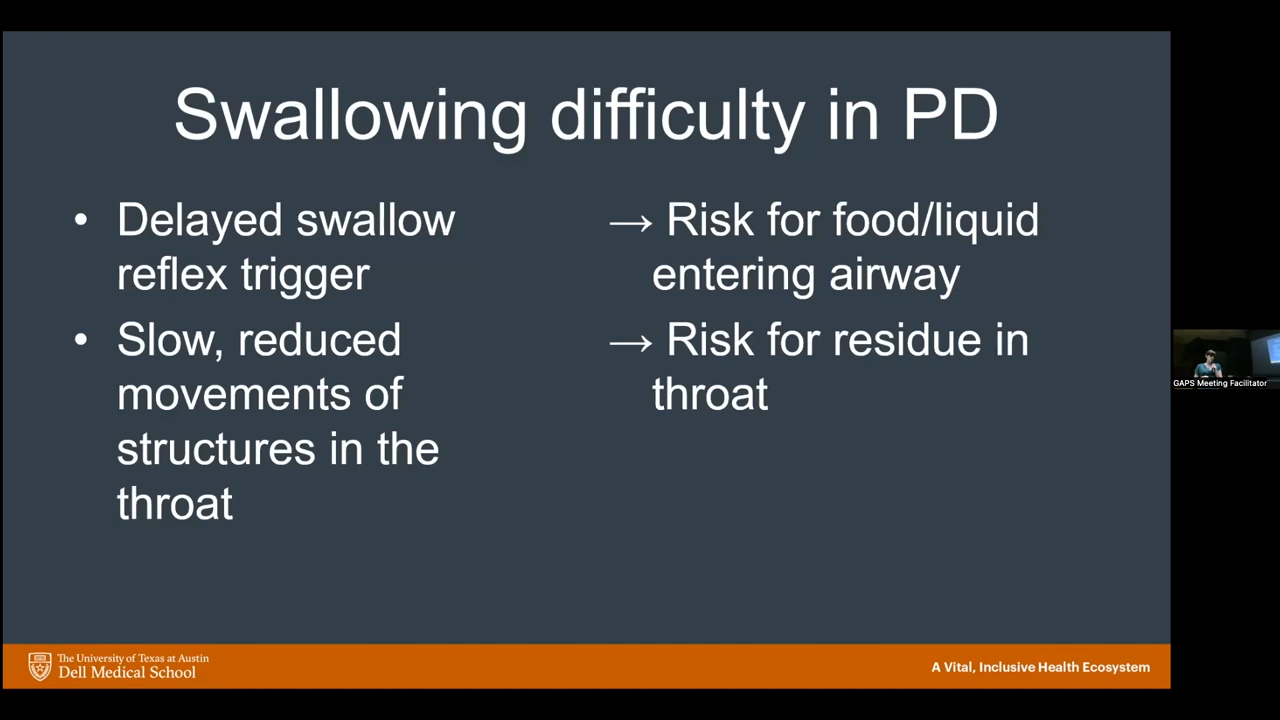 Swallowing difficulty in PD
• Delayed swallow
reflex trigger
• Slow, reduced
movements of
structures in the
throat
→ Risk for food/liquid
entering airway
→ Risk for residue in
throat
GAPS Meeting Facilitator
The University of Texas at Austin
Dell Medical School
A Vital, Inclusive Health Ecosystem